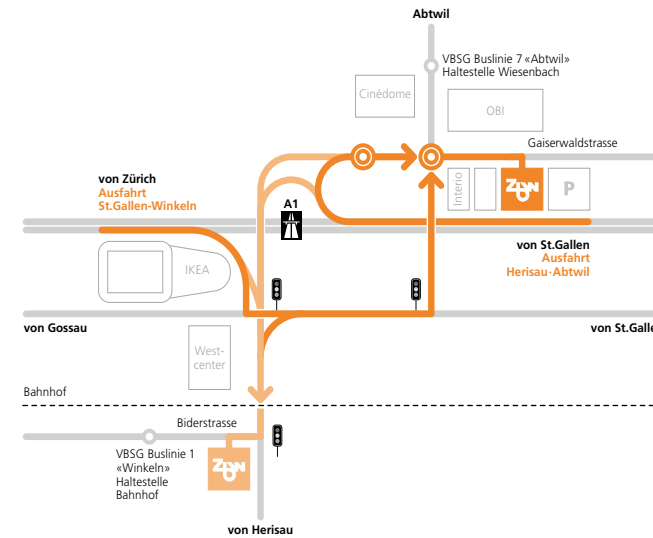 Abtwil
VBSG Buslinie 7 «Abtwil»
Haltestelle Wiesenbach
Cinédome
OBI
Gaiserwaldstrasse
von Zürich
Ausfahrt
St.Gallen-Winkeln
Interio
P
A1
von St.Gallen
Ausfahrt
Herisau·Abtwil
IKEA
von Gossau
von St.Galle
West-
center
Bahnhof
Biderstrasse
VBSG Buslinie 1
«Winkeln»
Haltestelle
Bahnhof
von Herisau